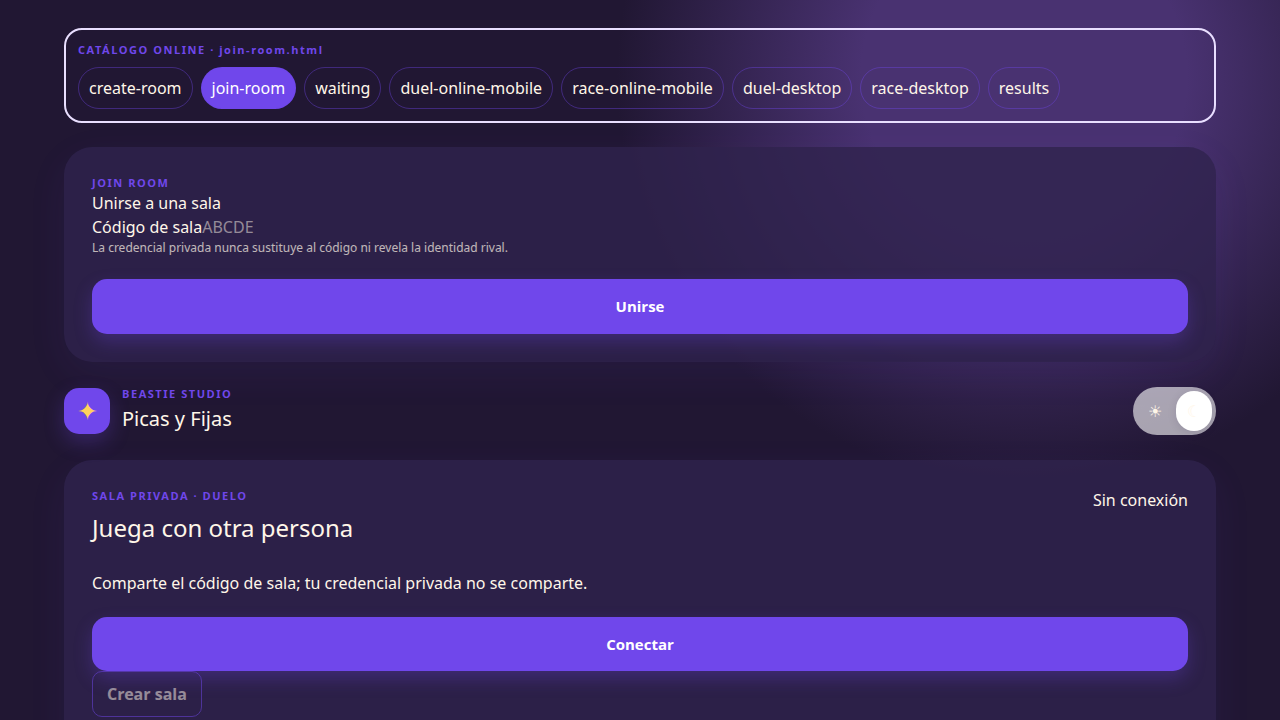 CATÁLOGO ONLINE · join-room.html
create-room join-room waiting duel-online-mobile race-online-mobile duel-desktop race-desktop results
JOIN ROOM
Unirse a una sala
Código de salaABCDE
La credencial privada nunca sustituye al código ni revela la identidad rival.
Unirse
BEASTIE STUDIO
Picas y Fijas
SALA PRIVADA · DUELO
Sin conexión
Juega con otra persona
Comparte el código de sala; tu credencial privada no se comparte.
Conectar
Crear sala